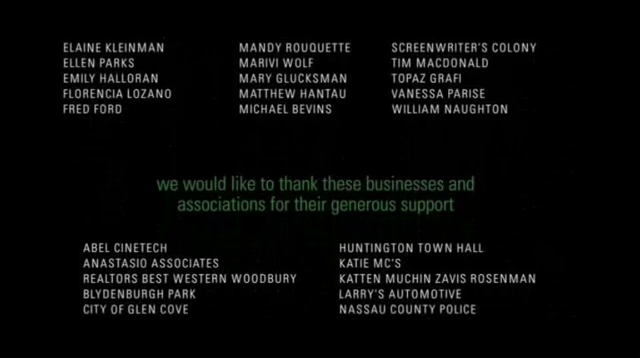 ELAINE KLEINMAN
ELLEN PARKS
EMILY HALLORAN
FLORENCIA LOZANO
FRED FORD
MANDY ROUQUETTE
MARIVI WOLF
MARY GLUCKSMAN
MATTHEW HANTAU
MICHAEL BEVINS
SCREENWRITER'S COLONY
TIM MACDONALD
TOPAZ GRAFI
VANESSA PARISE
WILLIAM NAUGHTON
we would like to thank these businesses and
associations for their generous support
ABEL CINETECH
ANASTASIO ASSOCIATES
REALTORS BEST WESTERN WOODBURY
BLYDENBURGH PARK
CITY OF GLEN COVE
HUNTINGTON TOWN HALL
KATIE MC'S
KATTEN MUCHIN ZAVIS ROSENMAN
LARRY'S AUTOMOTIVE
NASSAU COUNTY POLICE